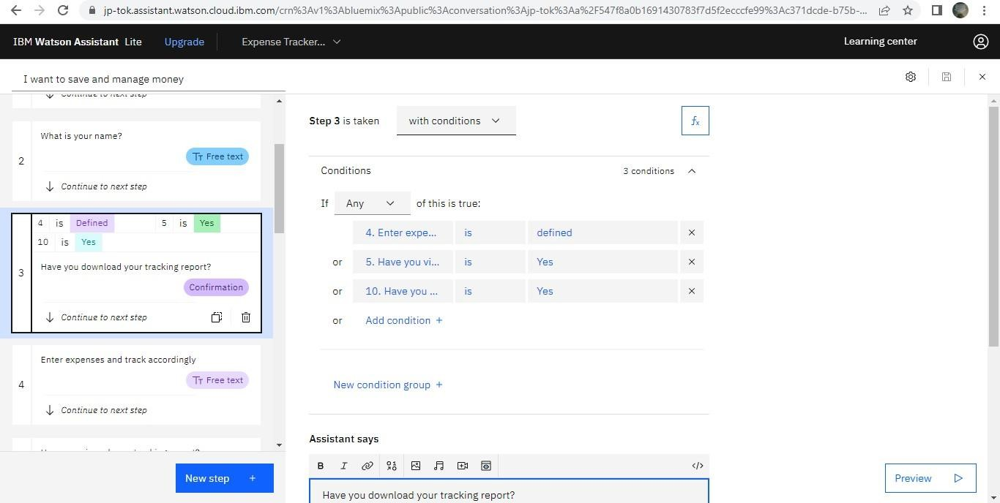 jp-tok.assistant.watson.cloud.ibm.com/crn%3Av1%3Abluemix%3Apublic%3Aconversation%3Ajp-tok%3Aa%2F547f8a0b1691430783f7d5f2ecccfe99%3Ac371dcde-b75b-...
IBM Watson Assistant Lite Upgrade Expense Tracker... Learning center
I want to save and manage money
Continue to next step
2
What is your name?
Free text
Continue to next step
4 is Defined 5 is Yes
10 is Yes
3
Have you download your tracking report?
Confirmation
Continue to next step
4
Enter expenses and track accordingly
Free text
Continue to next step
New step +
Step 3 is taken with conditions
fx
Conditions 3 conditions
If Any of this is true:
4. Enter expe... is defined
or 5. Have you vi... is Yes
or 10. Have you ... is Yes
or Add condition +
New condition group +
Assistant says
B I </>
Have you download your tracking report?
Preview